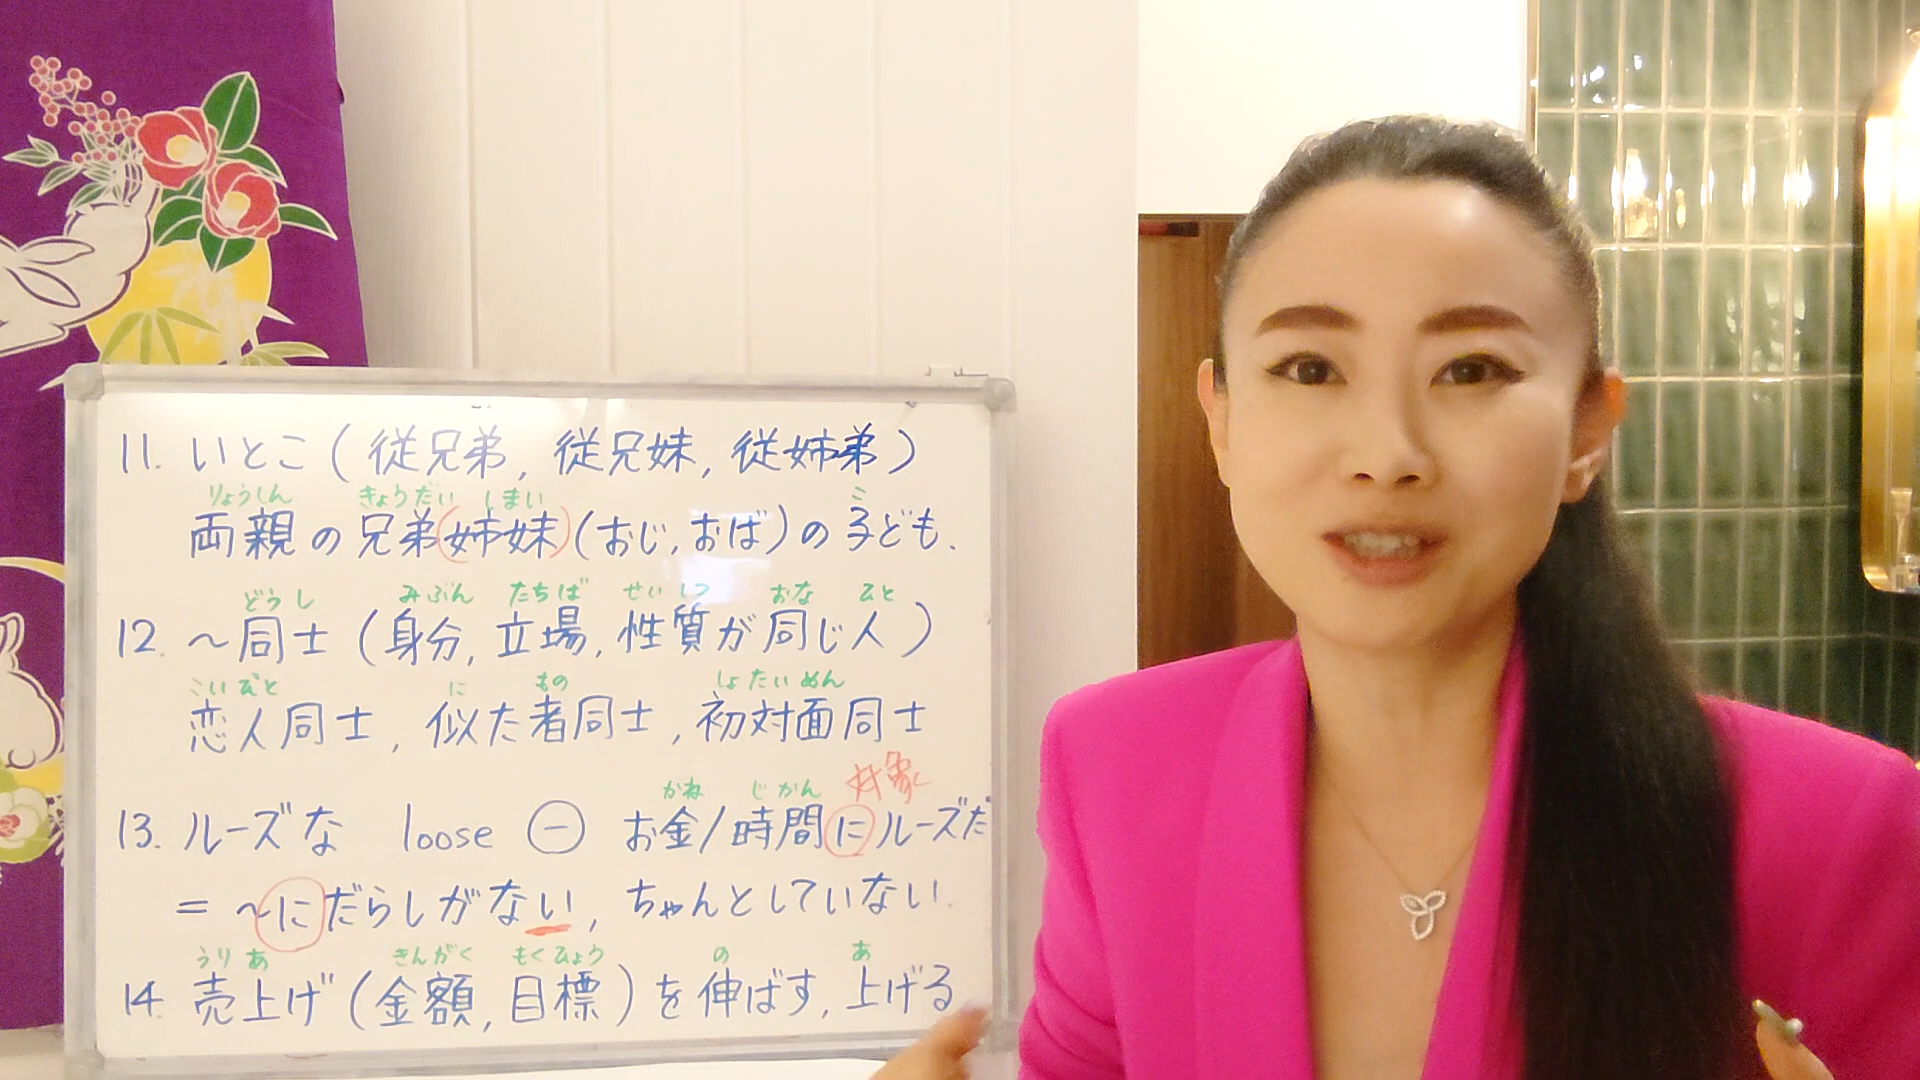 11. いとこ(従兄弟, 従兄妹, 従姉弟)
りょうしん きょうだい しまい こ
両親の兄弟(姉妹)(おじ,おば)の子ども.
どうし みぶん たちば せいしつ おな ひと
12. ～同士(身分,立場,性質が同じ人)
こいびと に もの しょたいめん
恋人同士, 似た者同士, 初対面同士
対象
かね じかん
13. ルーズな loose ⊖ お金/時間にルーズだ
= ～にだらしがない, ちゃんとしていない.
うりあ きんがく もくひょう の あ
14. 売上げ(金額,目標)を伸ばす,上げる